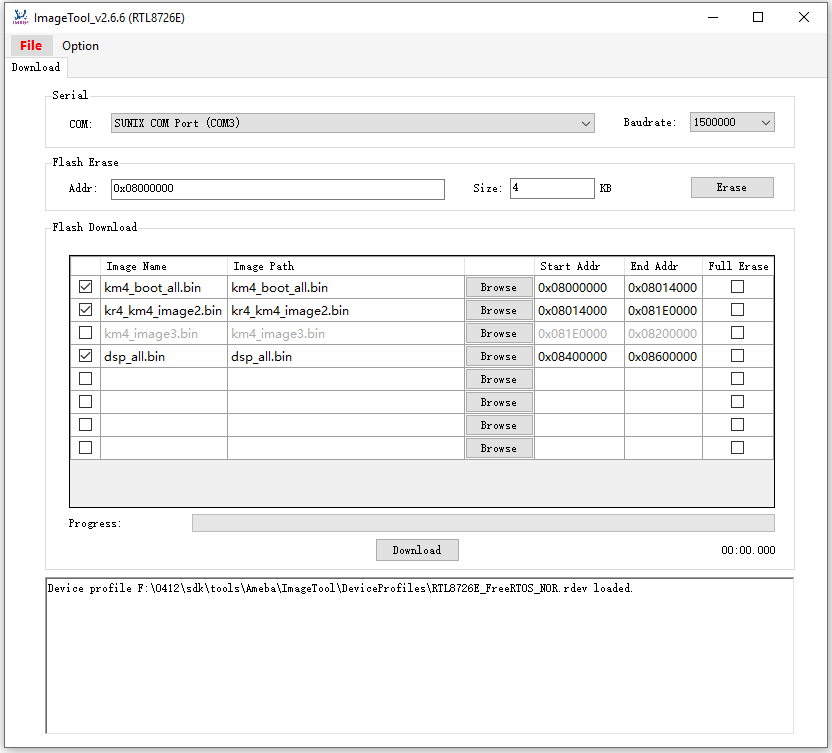 ImageTool_v2.6.6 (RTL8726E)
File Option
Download
Serial
COM: SUNIX COM Port (COM3) Baudrate: 1500000
Flash Erase
Addr: 0x08000000 Size: 4 KB Erase
Flash Download
Image Name Image Path Start Addr End Addr Full Erase
km4_boot_all.bin km4_boot_all.bin Browse 0x08000000 0x08014000
kr4_km4_image2.bin kr4_km4_image2.bin Browse 0x08014000 0x081E0000
km4_image3.bin km4_image3.bin Browse 0x081E0000 0x08200000
dsp_all.bin dsp_all.bin Browse 0x08400000 0x08600000
Browse
Browse
Browse
Browse
Progress:
Download 00:00.000
Device profile F:\0412\sdk\tools\Ameba\ImageTool\DeviceProfiles\RTL8726E_FreeRTOS_NOR.rdev loaded.